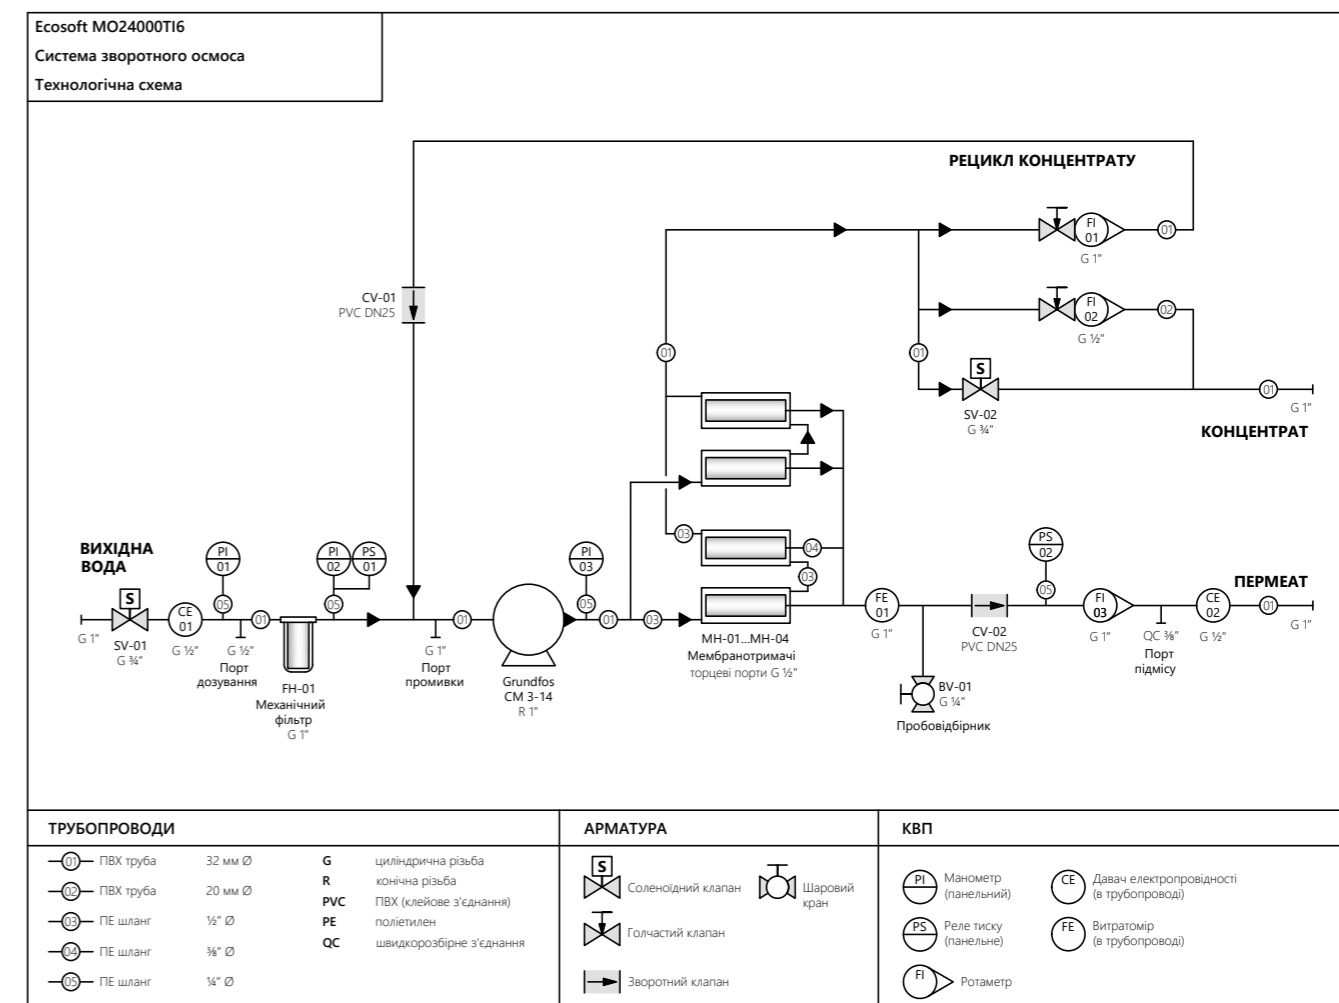 Ecosoft MO24000TI6
Система зворотного осмоса
Технологічна схема
РЕЦИКЛ КОНЦЕНТРАТУ
FI
01
01
G 1"
CV-01
PVC DN25
FI
02
02
G ½"
01
01
S
SV-02
G ¾"
01
G 1"
КОНЦЕНТРАТ
ВИХІДНА
ВОДА
G 1"
S
SV-01
G ¾"
CE
01
G ½"
PI
01
05
G ½"
Порт
дозування
01
FH-01
Механічний
фільтр
G 1"
PI
02
PS
01
05
G 1"
Порт
промивки
01
Grundfos
CM 3-14
R 1"
PI
03
05
01
03
03
04
03
MH-01...MH-04
Мембранотримачі
торцеві порти G ½"
FE
01
G 1"
BV-01
G ¼"
Пробовідбірник
CV-02
PVC DN25
PS
02
05
FI
03
G 1"
QC ⅜"
Порт
підмісу
CE
02
G ½"
ПЕРМЕАТ
01
G 1"
ТРУБОПРОВОДИ
01 ПВХ труба 32 мм Ø
02 ПВХ труба 20 мм Ø
03 ПЕ шланг ½" Ø
04 ПЕ шланг ⅜" Ø
05 ПЕ шланг ¼" Ø
G циліндрична різьба
R конічна різьба
PVC ПВХ (клейове з'єднання)
PE поліетилен
QC швидкорозбірне з'єднання
АРМАТУРА
S
Соленоїдний клапан
Шаровий
кран
Голчастий клапан
Зворотний клапан
КВП
PI
Манометр
(панельний)
CE
Давач електропровідності
(в трубопроводі)
PS
Реле тиску
(панельне)
FE
Витратомір
(в трубопроводі)
FI
Ротаметр